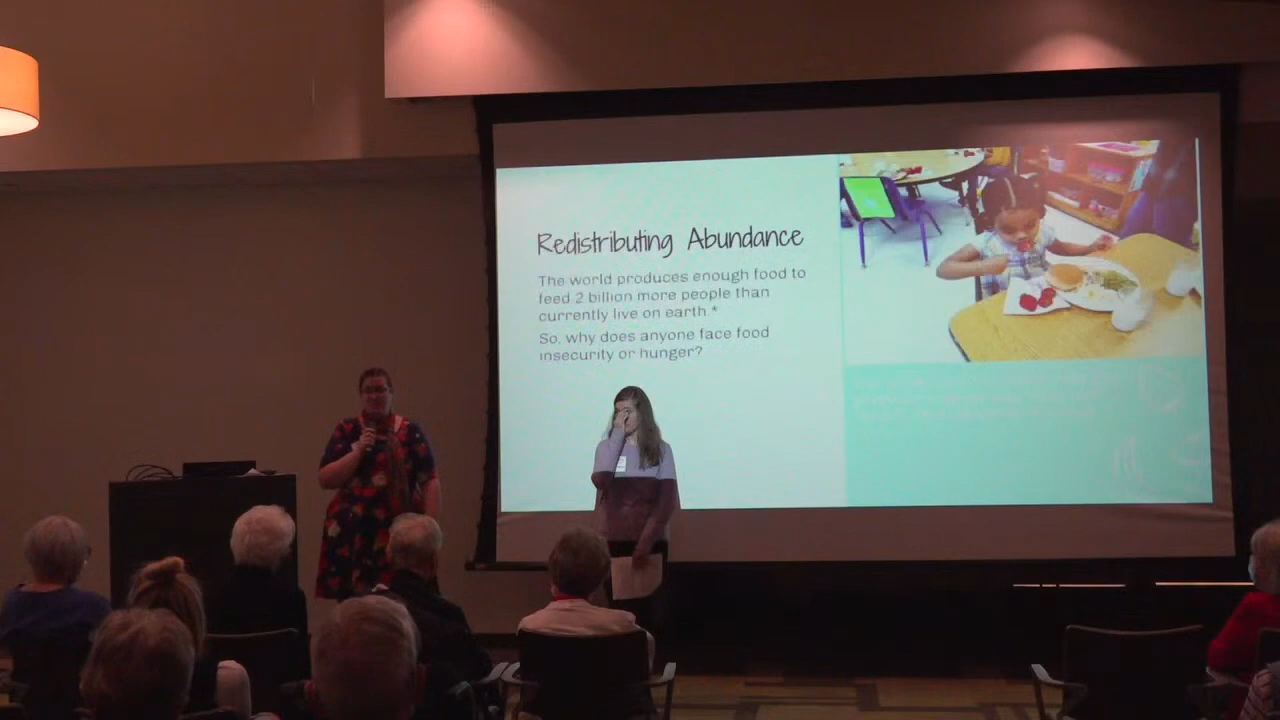 Redistributing Abundance
The world produces enough food to
feed 2 billion more people than
currently live on earth.*
So, why does anyone face food
insecurity or hunger?